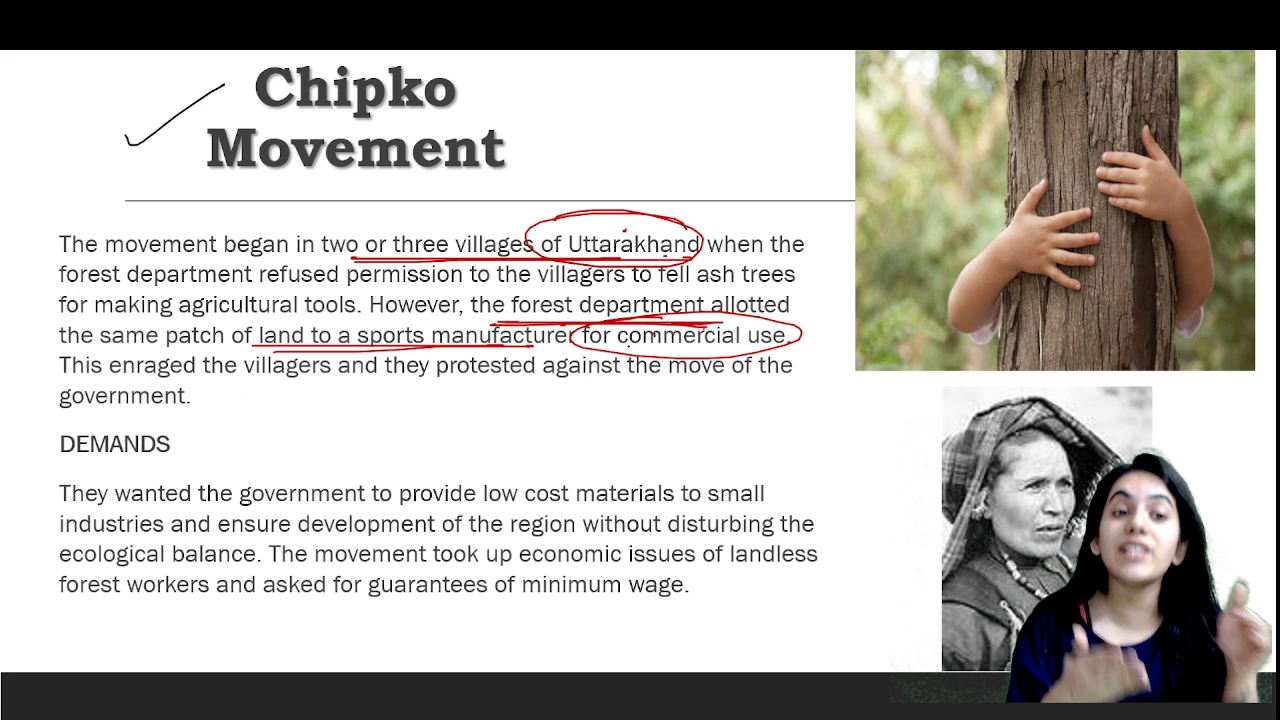 Chipko
Movement
The movement began in two or three villages of Uttarakhand when the
forest department refused permission to the villagers to fell ash trees
for making agricultural tools. However, the forest department allotted
the same patch of land to a sports manufacturer for commercial use.
This enraged the villagers and they protested against the move of the
government.
DEMANDS
They wanted the government to provide low cost materials to small
industries and ensure development of the region without disturbing the
ecological balance. The movement took up economic issues of landless
forest workers and asked for guarantees of minimum wage.